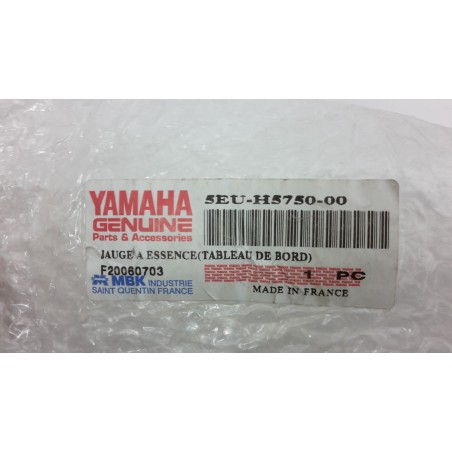 YAMAHA
GENUINE
Parts & Accessories
5EU-H5750-00
JAUGE A ESSENCE(TABLEAU DE BORD)
F20060703
1 PC
MBK INDUSTRIE
SAINT QUENTIN FRANCE
MADE IN FRANCE